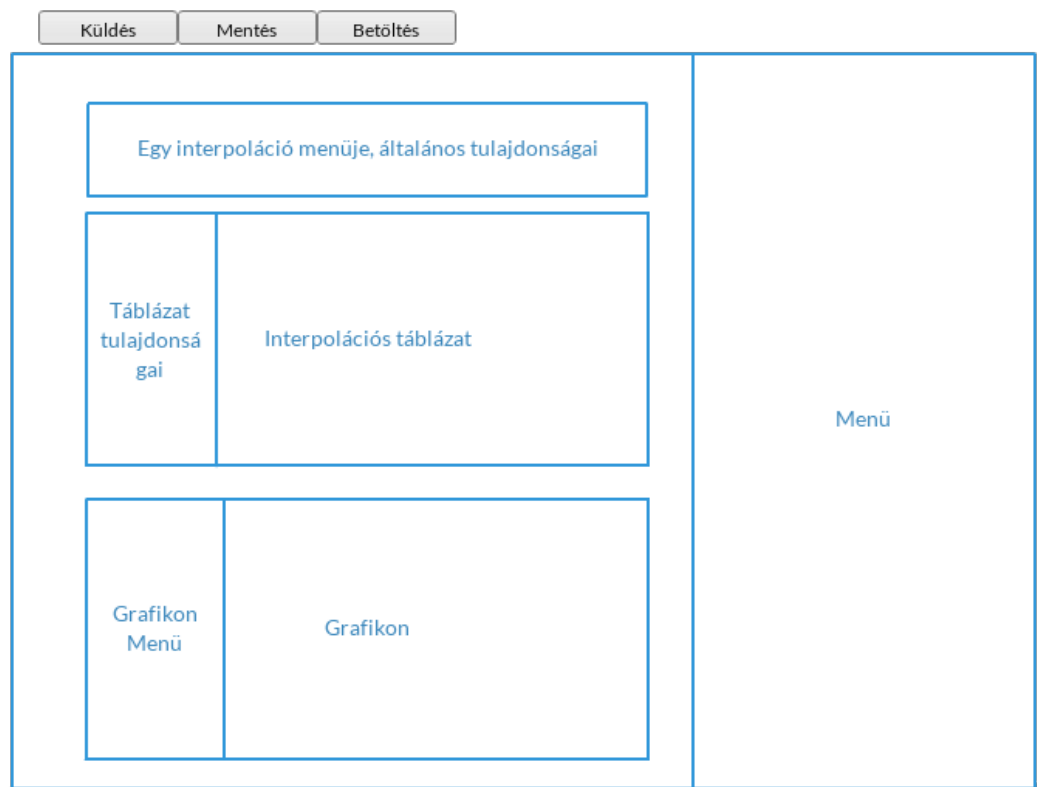 Küldés
Mentés
Betöltés
Egy interpoláció menüje, általános tulajdonságai
Táblázat
tulajdonsá
gai
Interpolációs táblázat
Menü
Grafikon
Menü
Grafikon